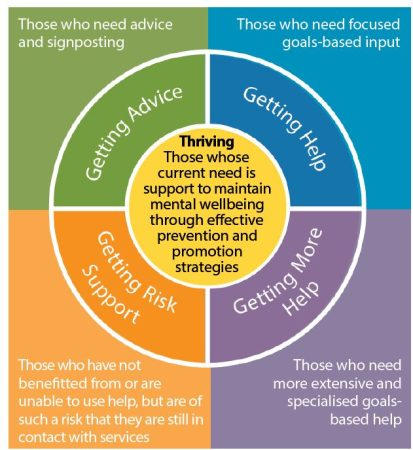 Those who need advice
and signposting
Those who need focused
goals-based input
Getting Advice
Getting Help
Thriving
Those whose
current need is
support to maintain
mental wellbeing
through effective
prevention and
promotion
strategies
Getting Risk
Support
Getting More
Help
Those who have not
benefitted from or are
unable to use help, but are of
such a risk that they are still in
contact with services
Those who need
more extensive and
specialised goals-
based help